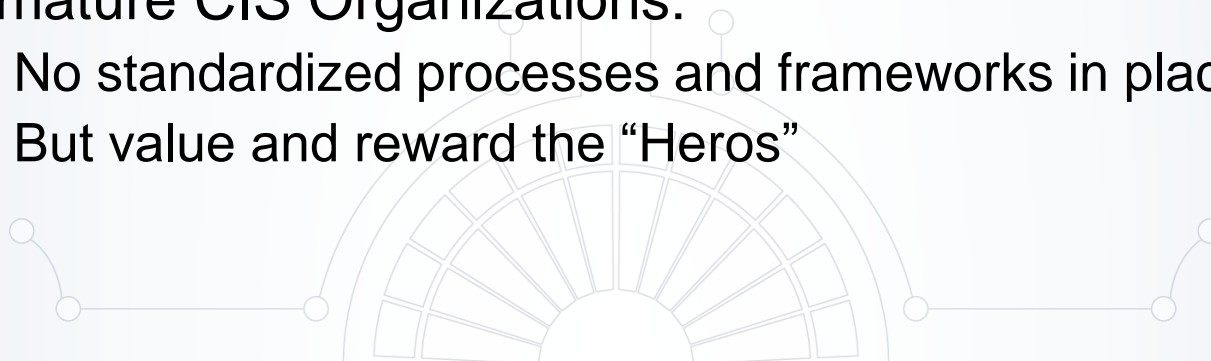 mature CIS Organizations:
No standardized processes and frameworks in plac
But value and reward the “Heros”